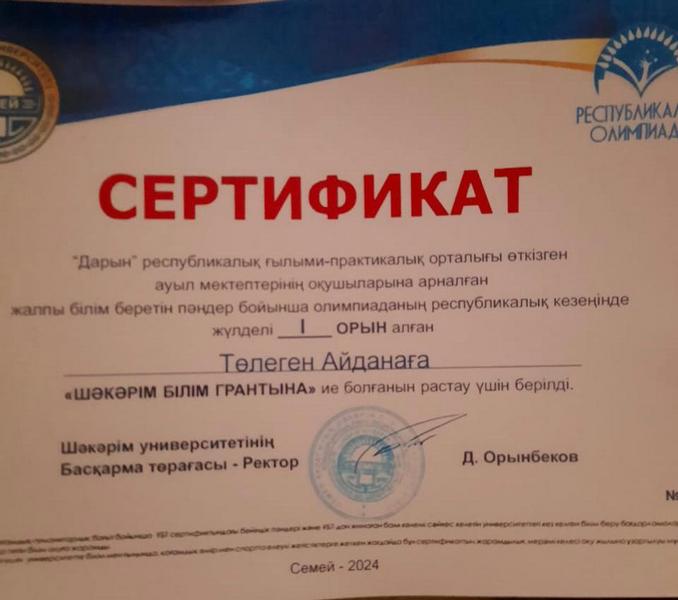 СЕЙ
РЕСПУБЛИКАЛ
ОЛИМПИАД
СЕРТИФИКАТ
"Дарын" республикалық ғылыми-практикалық орталығы өткізген
ауыл мектептерінің оқушыларына арналған
жалпы білім беретін пәндер бойынша олимпиаданың республикалық кезеңінде
жүлделі I ОРЫН алған
Төлеген Айданаға
«ШӘКӘРІМ БІЛІМ ГРАНТЫНА» ие болғанын растау үшін берілді.
Шәкәрім университетінің
Басқарма төрағасы - Ректор
Д. Орынбеков
№
Семей - 2024